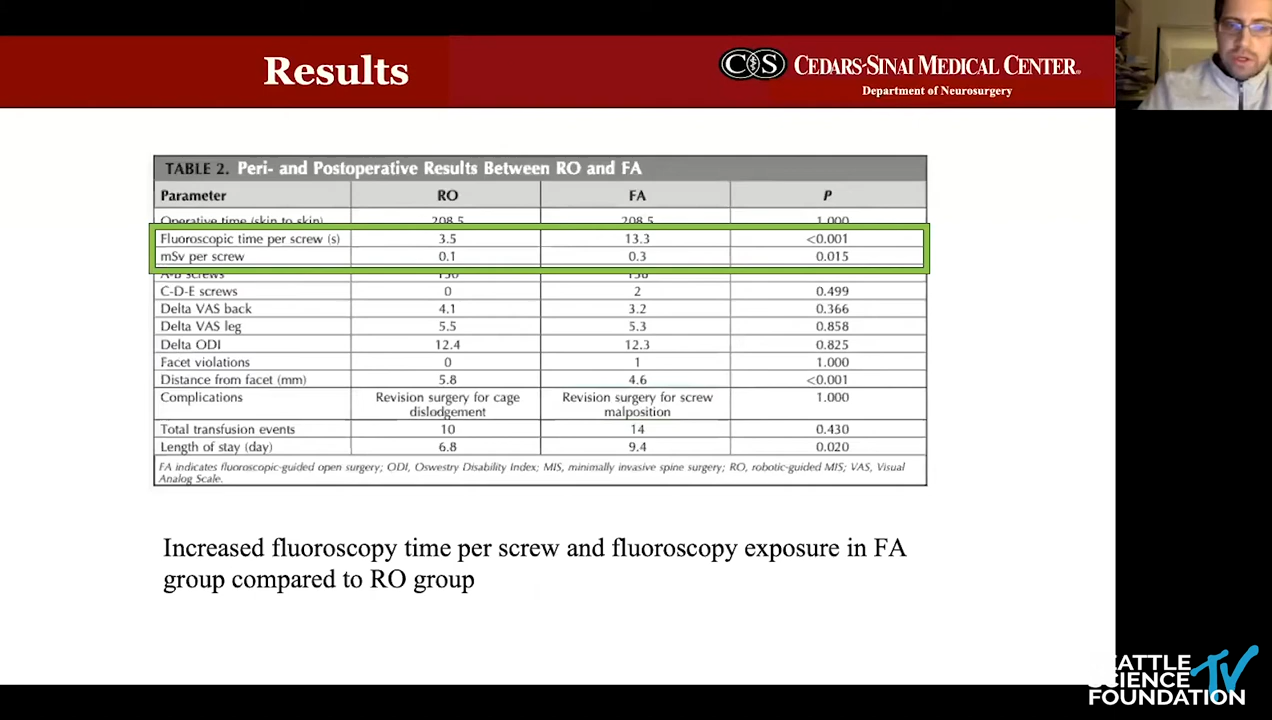 Results
CS CEDARS-SINAI MEDICAL CENTER®
Department of Neurosurgery
TABLE 2. Peri- and Postoperative Results Between RO and FA
Parameter RO FA P
Operative time (skin to skin) 208.5 208.5 1.000
Fluoroscopic time per screw (s) 3.5 13.3 <0.001
mSv per screw 0.1 0.3 0.015
A-B screws
C-D-E screws 0 2 0.499
Delta VAS back 4.1 3.2 0.366
Delta VAS leg 5.5 5.3 0.858
Delta ODI 12.4 12.3 0.825
Facet violations 0 1 1.000
Distance from facet (mm) 5.8 4.6 <0.001
Complications Revision surgery for cage Revision surgery for screw 1.000
dislodgement malposition
Total transfusion events 10 14 0.430
Length of stay (day) 6.8 9.4 0.020
FA indicates fluoroscopic-guided open surgery; ODI, Oswestry Disability Index; MIS, minimally invasive spine surgery; RO, robotic-guided MIS; VAS, Visual
Analog Scale.
Increased fluoroscopy time per screw and fluoroscopy exposure in FA
group compared to RO group
SEATTLE
SCIENCE TV
FOUNDATION